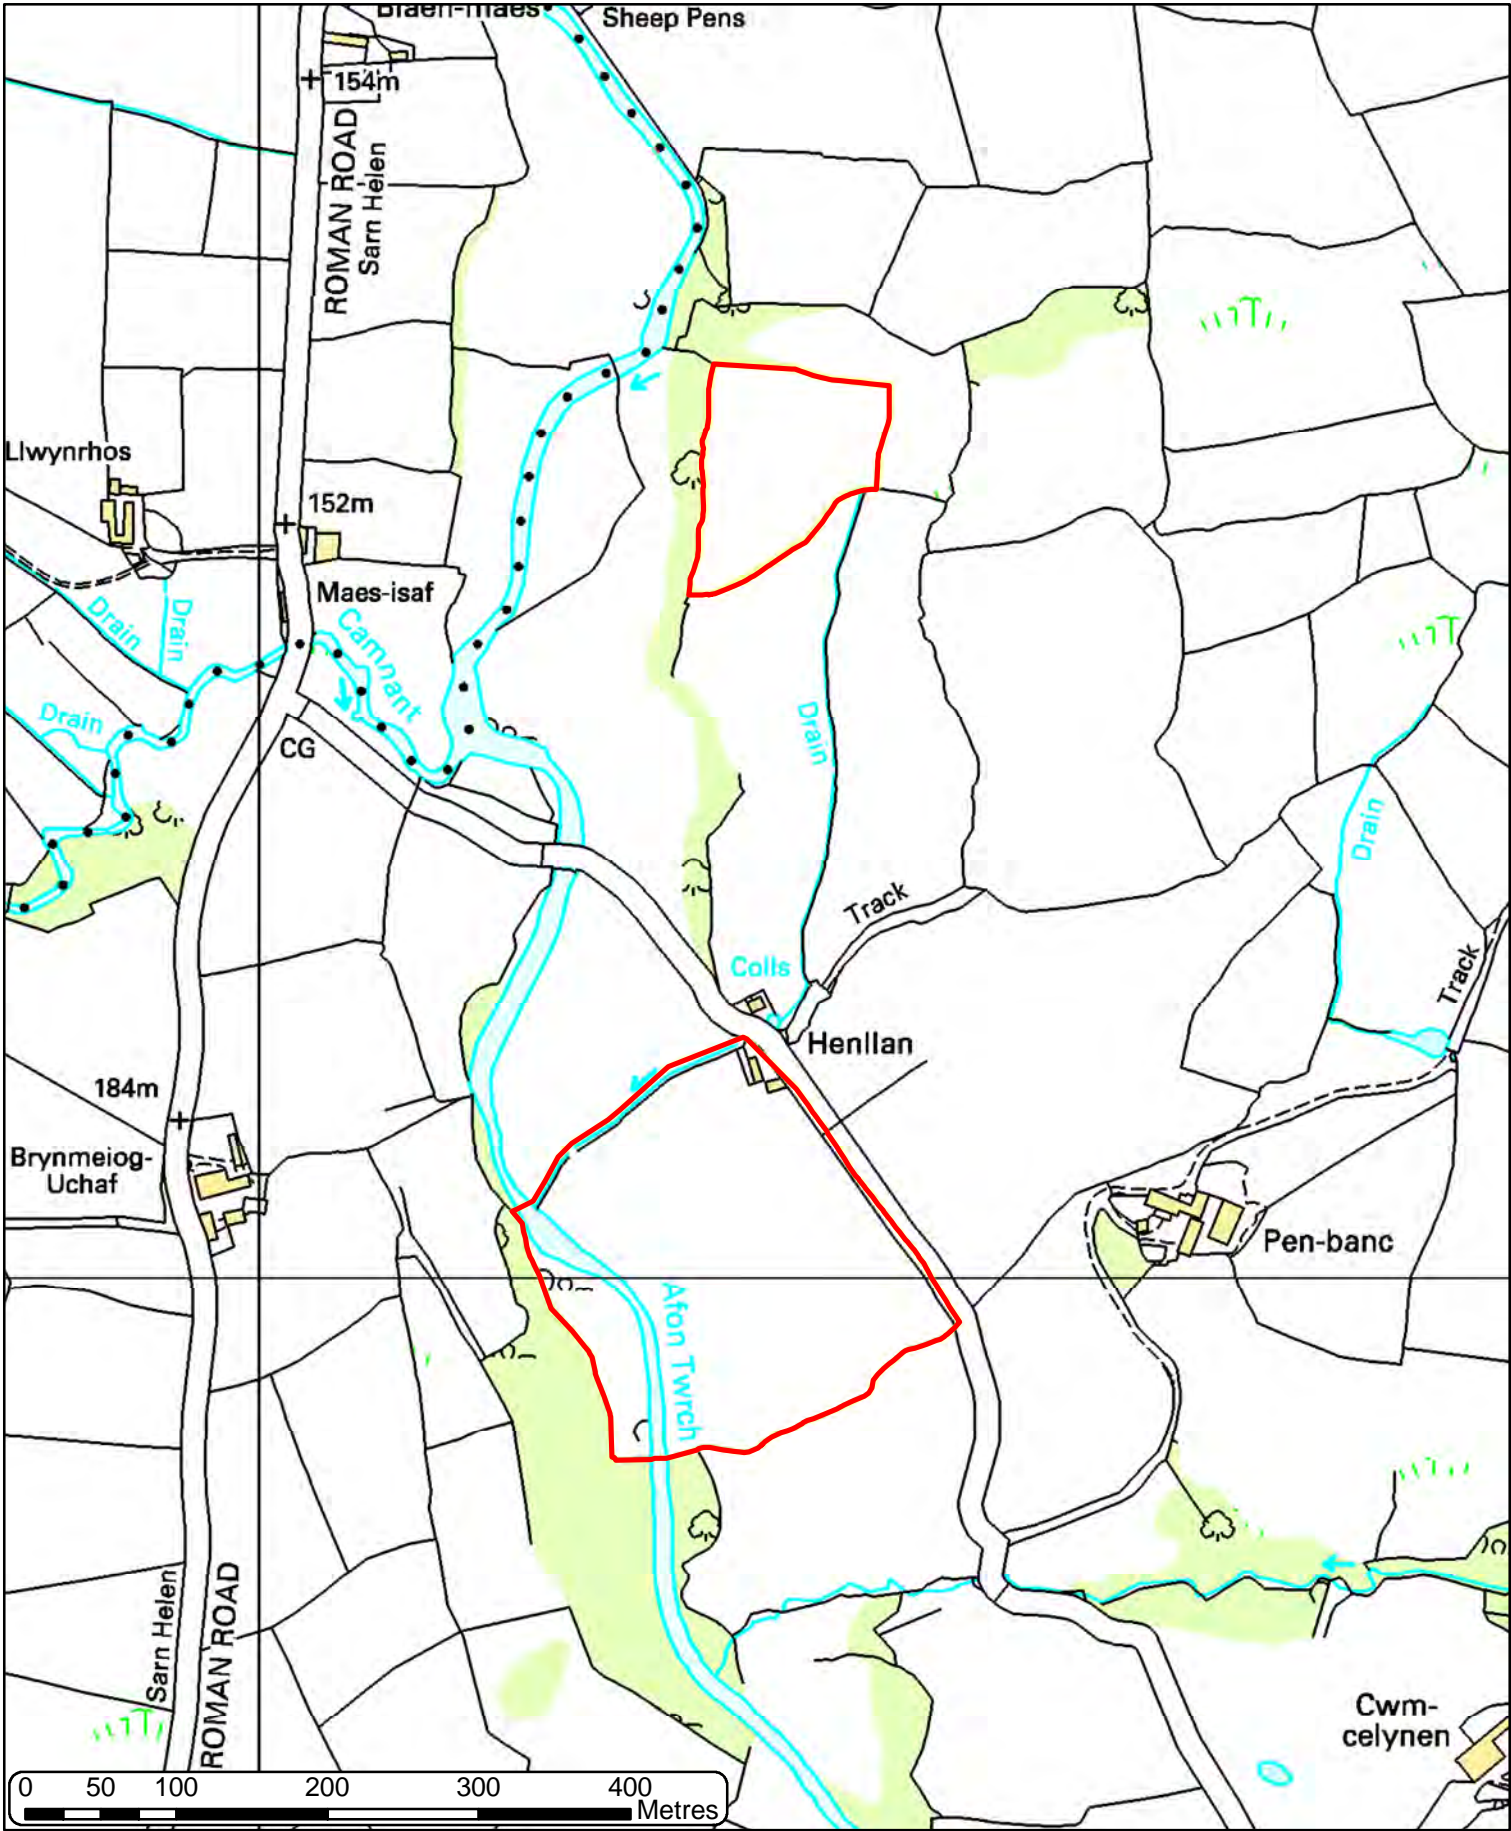 Blaen-maes
Sheep Pens
154m
ROMAN ROAD
Sarn Helen
Llwynrhos
152m
Maes-isaf
Drain
Drain
Camnant
Drain
CG
Drain
Drain
Track
Colls
Track
Henllan
184m
Brynmeiog-
Uchaf
Pen-banc
Afon Twrch
Sarn Helen
ROMAN ROAD
Cwm-
celynen
0 50 100 200 300 400
Metres